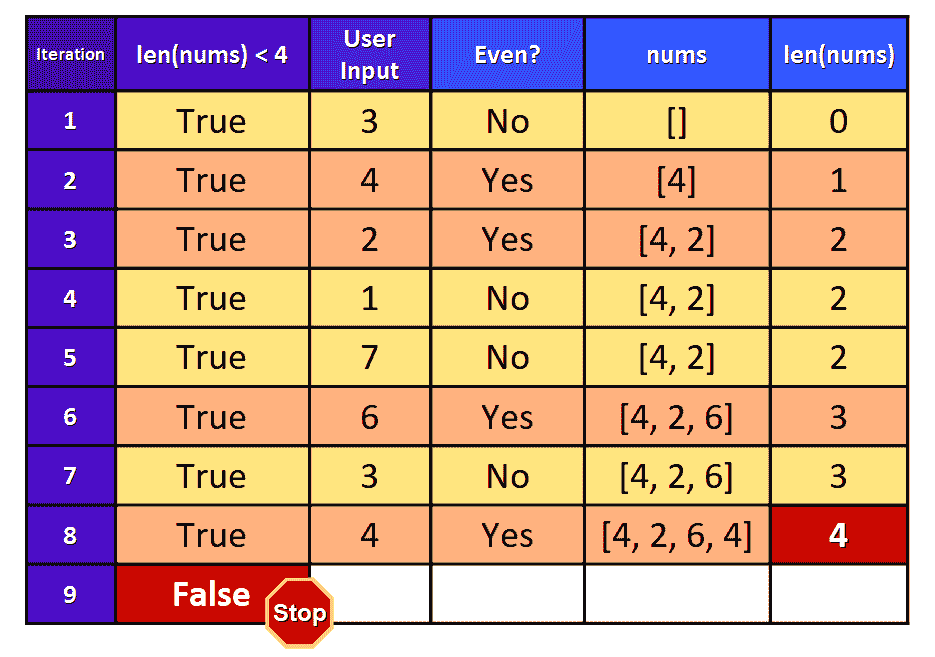 Iteration len(nums) < 4 User Input Even? nums len(nums)
1 True 3 No [] 0
2 True 4 Yes [4] 1
3 True 2 Yes [4, 2] 2
4 True 1 No [4, 2] 2
5 True 7 No [4, 2] 2
6 True 6 Yes [4, 2, 6] 3
7 True 3 No [4, 2, 6] 3
8 True 4 Yes [4, 2, 6, 4] 4
9 False Stop